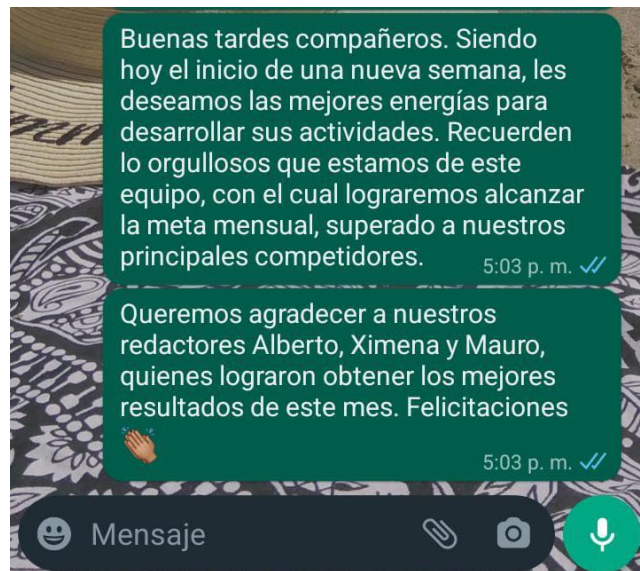 Buenas tardes compañeros. Siendo
hoy el inicio de una nueva semana, les
deseamos las mejores energías para
desarrollar sus actividades. Recuerden
lo orgullosos que estamos de este
equipo, con el cual lograremos alcanzar
la meta mensual, superado a nuestros
principales competidores.
5:03 p. m.
Queremos agradecer a nuestros
redactores Alberto, Ximena y Mauro,
quienes lograron obtener los mejores
resultados de este mes. Felicitaciones
👏
5:03 p. m.
Mensaje